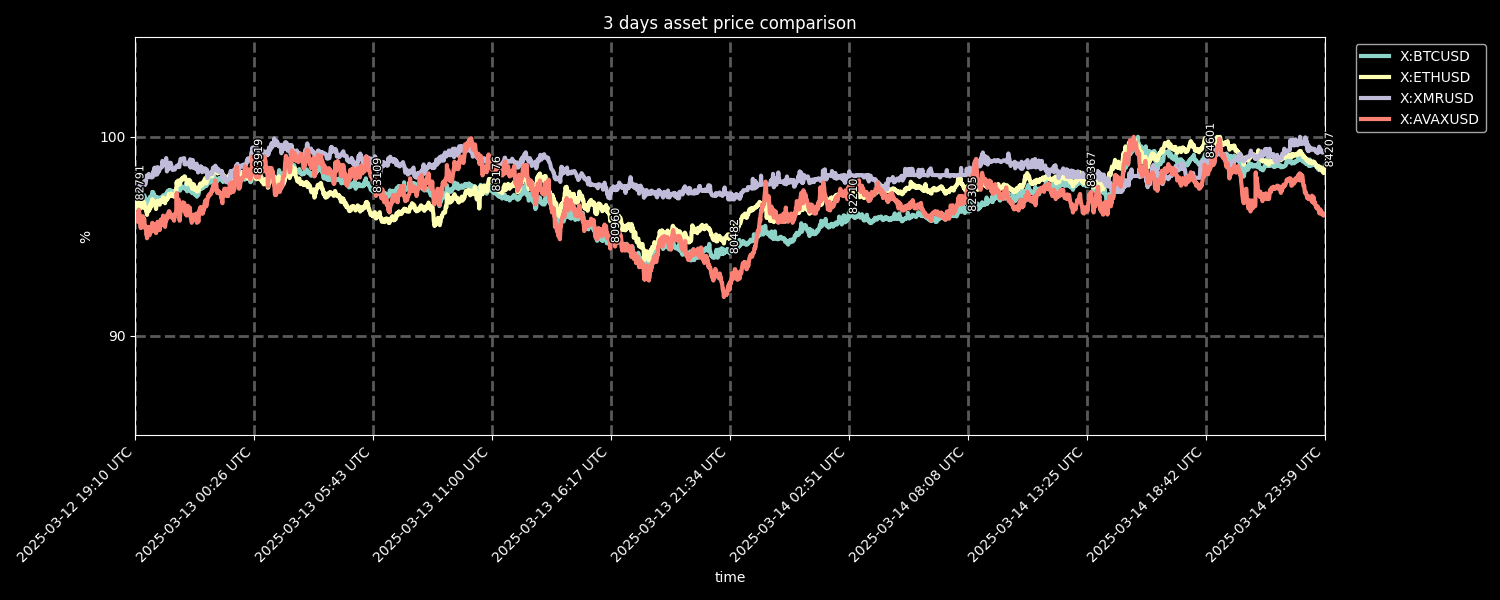 3 days asset price comparison
X:BTCUSD
X:ETHUSD
X:XMRUSD
X:AVAXUSD
100
90
%
82791
83919
83109
83176
80960
80482
82210
82305
83367
84601
84207
2025-03-12 19:10 UTC
2025-03-13 00:26 UTC
2025-03-13 05:43 UTC
2025-03-13 11:00 UTC
2025-03-13 16:17 UTC
2025-03-13 21:34 UTC
2025-03-14 02:51 UTC
2025-03-14 08:08 UTC
2025-03-14 13:25 UTC
2025-03-14 18:42 UTC
2025-03-14 23:59 UTC
time